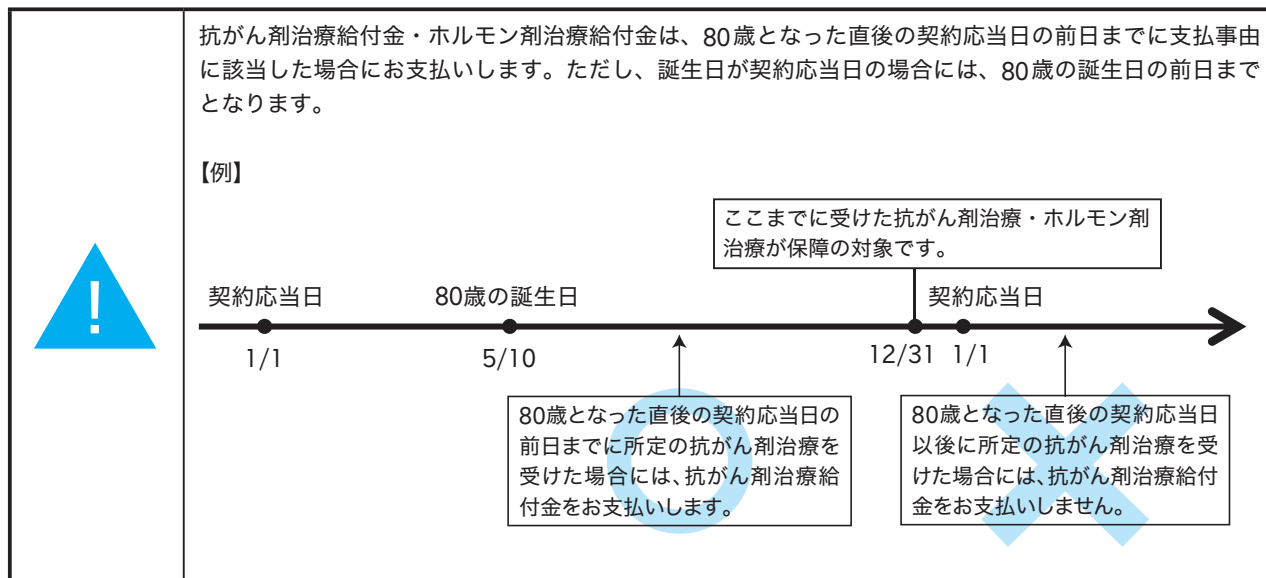 抗がん剤治療給付金・ホルモン剤治療給付金は、80歳となった直後の契約応当日の前日までに支払事由
に該当した場合にお支払いします。ただし、誕生日が契約応当日の場合には、80歳の誕生日の前日まで
となります。
【例】
ここまでに受けた抗がん剤治療・ホルモン剤
治療が保障の対象です。
契約応当日
80歳の誕生日
契約応当日
1/1
5/10
12/31
1/1
80歳となった直後の契約応当日の
前日までに所定の抗がん剤治療を
受けた場合には、抗がん剤治療給
付金をお支払いします。
80歳となった直後の契約応当日
以後に所定の抗がん剤治療を受
けた場合には、抗がん剤治療給付
金をお支払いしません。
!